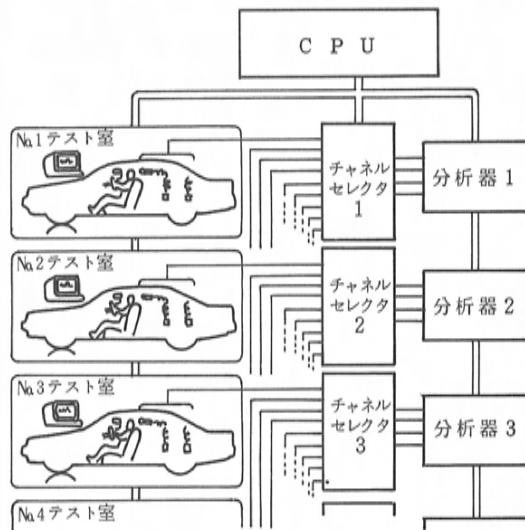 CPU
No.1テスト室
チャネル
セレクタ
1
分析器1
No.2テスト室
チャネル
セレクタ
2
分析器2
No.3テスト室
チャネル
セレクタ
3
分析器3
No.4テスト室